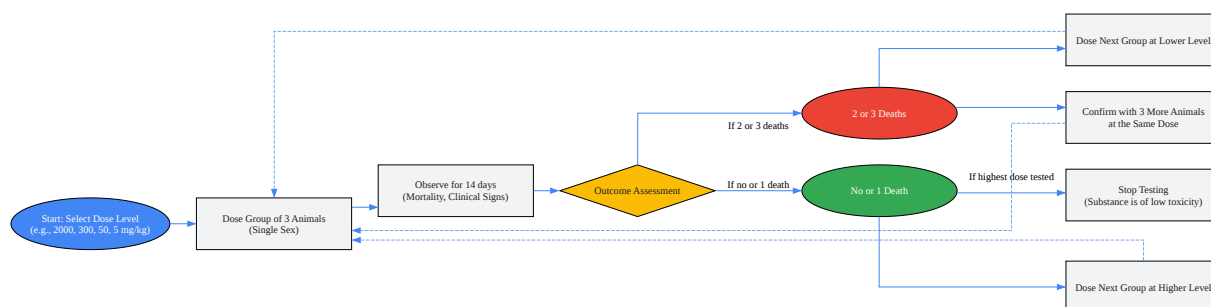 Start: Select Dose Level
(e.g., 2000, 300, 50, 5 mg/kg)
Dose Group of 3 Animals
(Single Sex)
Observe for 14 days
(Mortality, Clinical Signs)
Outcome Assessment
If 2 or 3 deaths
If no or 1 death
2 or 3 Deaths
No or 1 Death
If highest dose tested
Dose Next Group at Lower Level
Confirm with 3 More Animals
at the Same Dose
Stop Testing
(Substance is of low toxicity)
Dose Next Group at Higher Level